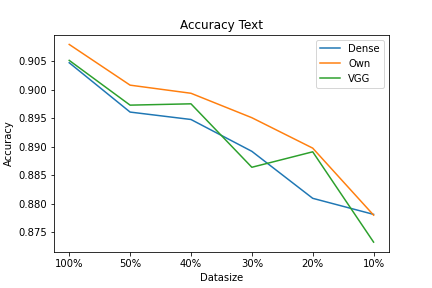 Accuracy Text
Dense
Own
VGG
0.905
0.900
0.895
0.890
0.885
0.880
0.875
Accuracy
100% 50% 40% 30% 20% 10%
Datasize